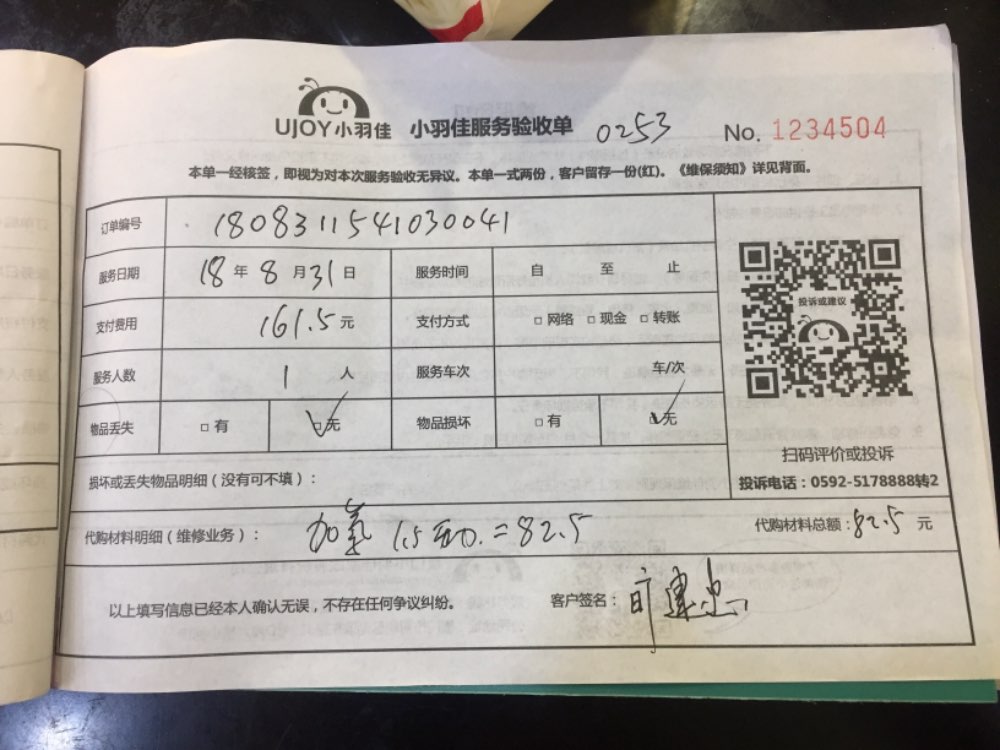 UJOY小羽佳 小羽佳服务验收单 0253 No. 1234504
本单一经核签，即视为对本次服务验收无异议。本单一式两份，客户留存一份(红)。《维保须知》详见背面。
订单编号 1808311541030041
服务日期 18 年 8 月 31 日 服务时间 自 至 止
支付费用 161.5 元 支付方式 □ 网络 □ 现金 □ 转账
服务人数 1 人 服务车次 车/次
物品丢失 □ 有 ☑ 无 物品损坏 □ 有 ☑ 无
投诉或建议
扫码评价或投诉
投诉电话：0592-5178888转2
损坏或丢失物品明细（没有可不填）：
代购材料明细（维修业务）： 加氟 1.5 =82.5 代购材料总额：82.5 元
以上填写信息已经本人确认无误，不存在任何争议纠纷。 客户签名：